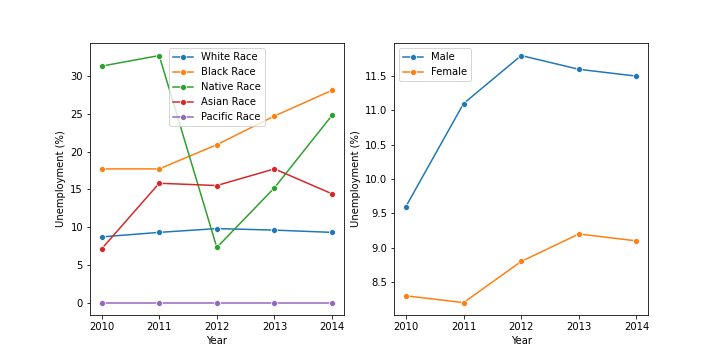 White Race
Black Race
Native Race
Asian Race
Pacific Race
30
25
20
15
10
5
0
Unemployment (%)
2010 2011 2012 2013 2014
Year
Male
Female
11.5
11.0
10.5
10.0
9.5
9.0
8.5
Unemployment (%)
2010 2011 2012 2013 2014
Year